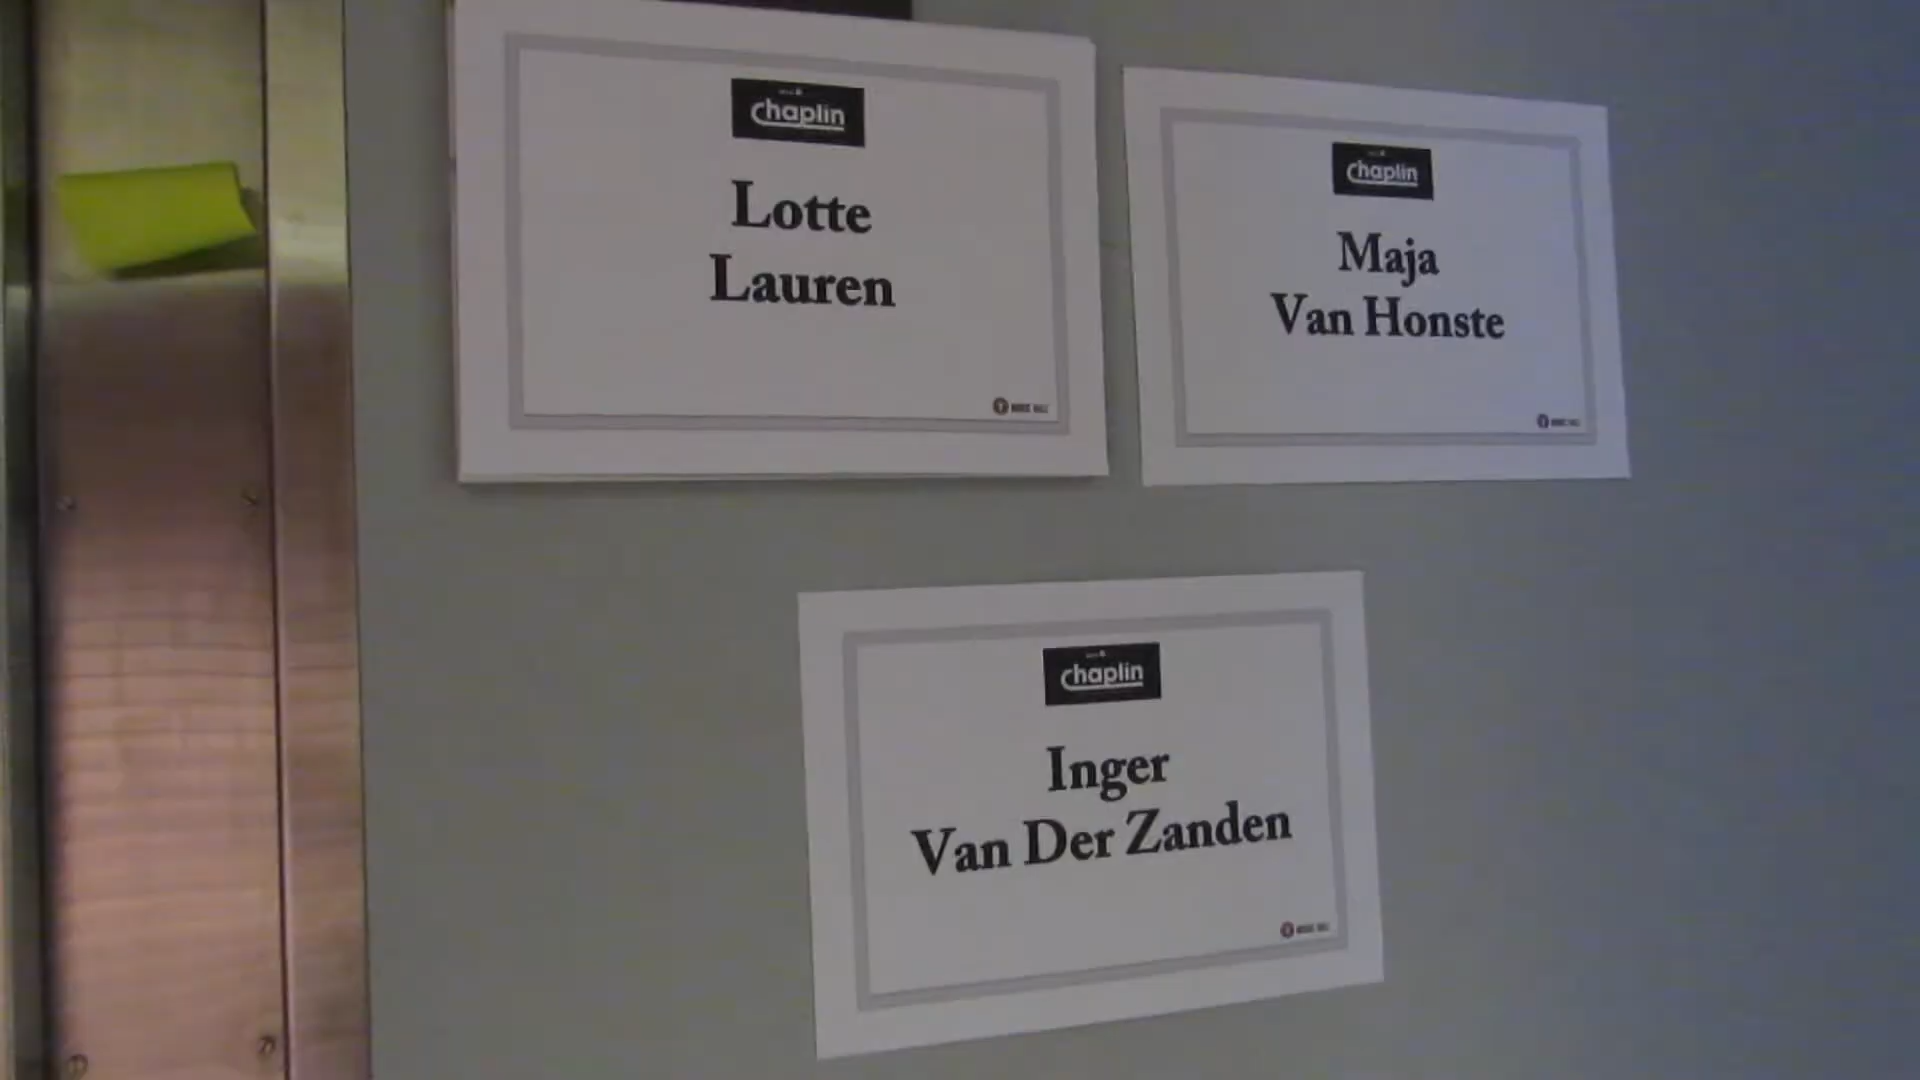 chaplin
Lotte
Lauren
chaplin
Maja
Van Honste
chaplin
Inger
Van Der Zanden